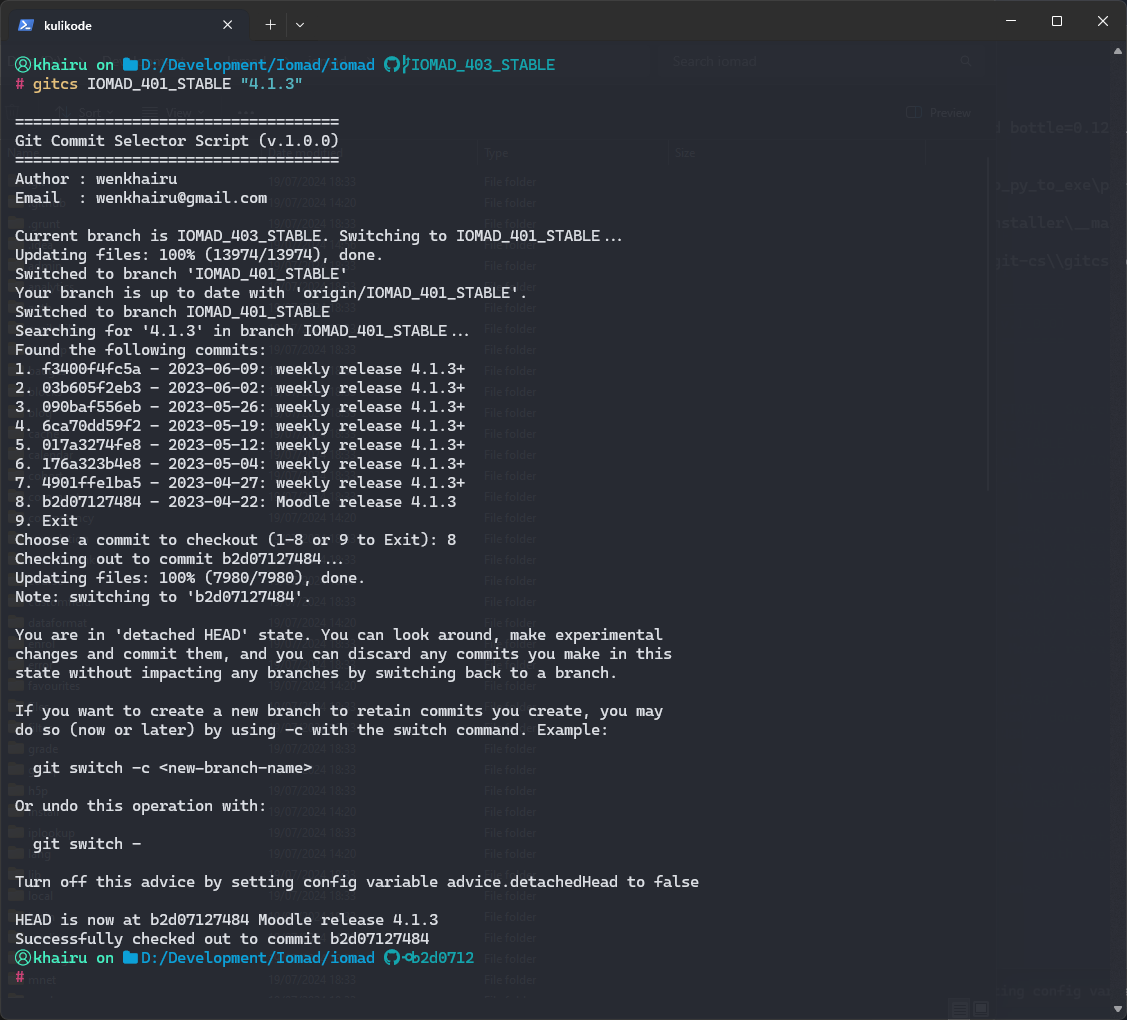 kulikode
khairu on D:/Development/Iomad/iomad IOMAD_403_STABLE
# gitcs IOMAD_401_STABLE "4.1.3"
====================================
Git Commit Selector Script (v.1.0.0)
====================================
Author : wenkhairu
Email  : wenkhairu@gmail.com
Current branch is IOMAD_403_STABLE. Switching to IOMAD_401_STABLE...
Updating files: 100% (13974/13974), done.
Switched to branch 'IOMAD_401_STABLE'
Your branch is up to date with 'origin/IOMAD_401_STABLE'.
Switched to branch IOMAD_401_STABLE
Searching for '4.1.3' in branch IOMAD_401_STABLE...
Found the following commits:
1. f3400f4fc5a - 2023-06-09: weekly release 4.1.3+
2. 03b605f2eb3 - 2023-06-02: weekly release 4.1.3+
3. 090baf556eb - 2023-05-26: weekly release 4.1.3+
4. 6ca70dd59f2 - 2023-05-19: weekly release 4.1.3+
5. 017a3274fe8 - 2023-05-12: weekly release 4.1.3+
6. 176a323b4e8 - 2023-05-04: weekly release 4.1.3+
7. 4901ffe1ba5 - 2023-04-27: weekly release 4.1.3+
8. b2d07127484 - 2023-04-22: Moodle release 4.1.3
9. Exit
Choose a commit to checkout (1-8 or 9 to Exit): 8
Checking out to commit b2d07127484...
Updating files: 100% (7980/7980), done.
Note: switching to 'b2d07127484'.
You are in 'detached HEAD' state. You can look around, make experimental
changes and commit them, and you can discard any commits you make in this
state without impacting any branches by switching back to a branch.
If you want to create a new branch to retain commits you create, you may
do so (now or later) by using -c with the switch command. Example:
  git switch -c <new-branch-name>
Or undo this operation with:
  git switch -
Turn off this advice by setting config variable advice.detachedHead to false
HEAD is now at b2d07127484 Moodle release 4.1.3
Successfully checked out to commit b2d07127484
khairu on D:/Development/Iomad/iomad b2d0712
#